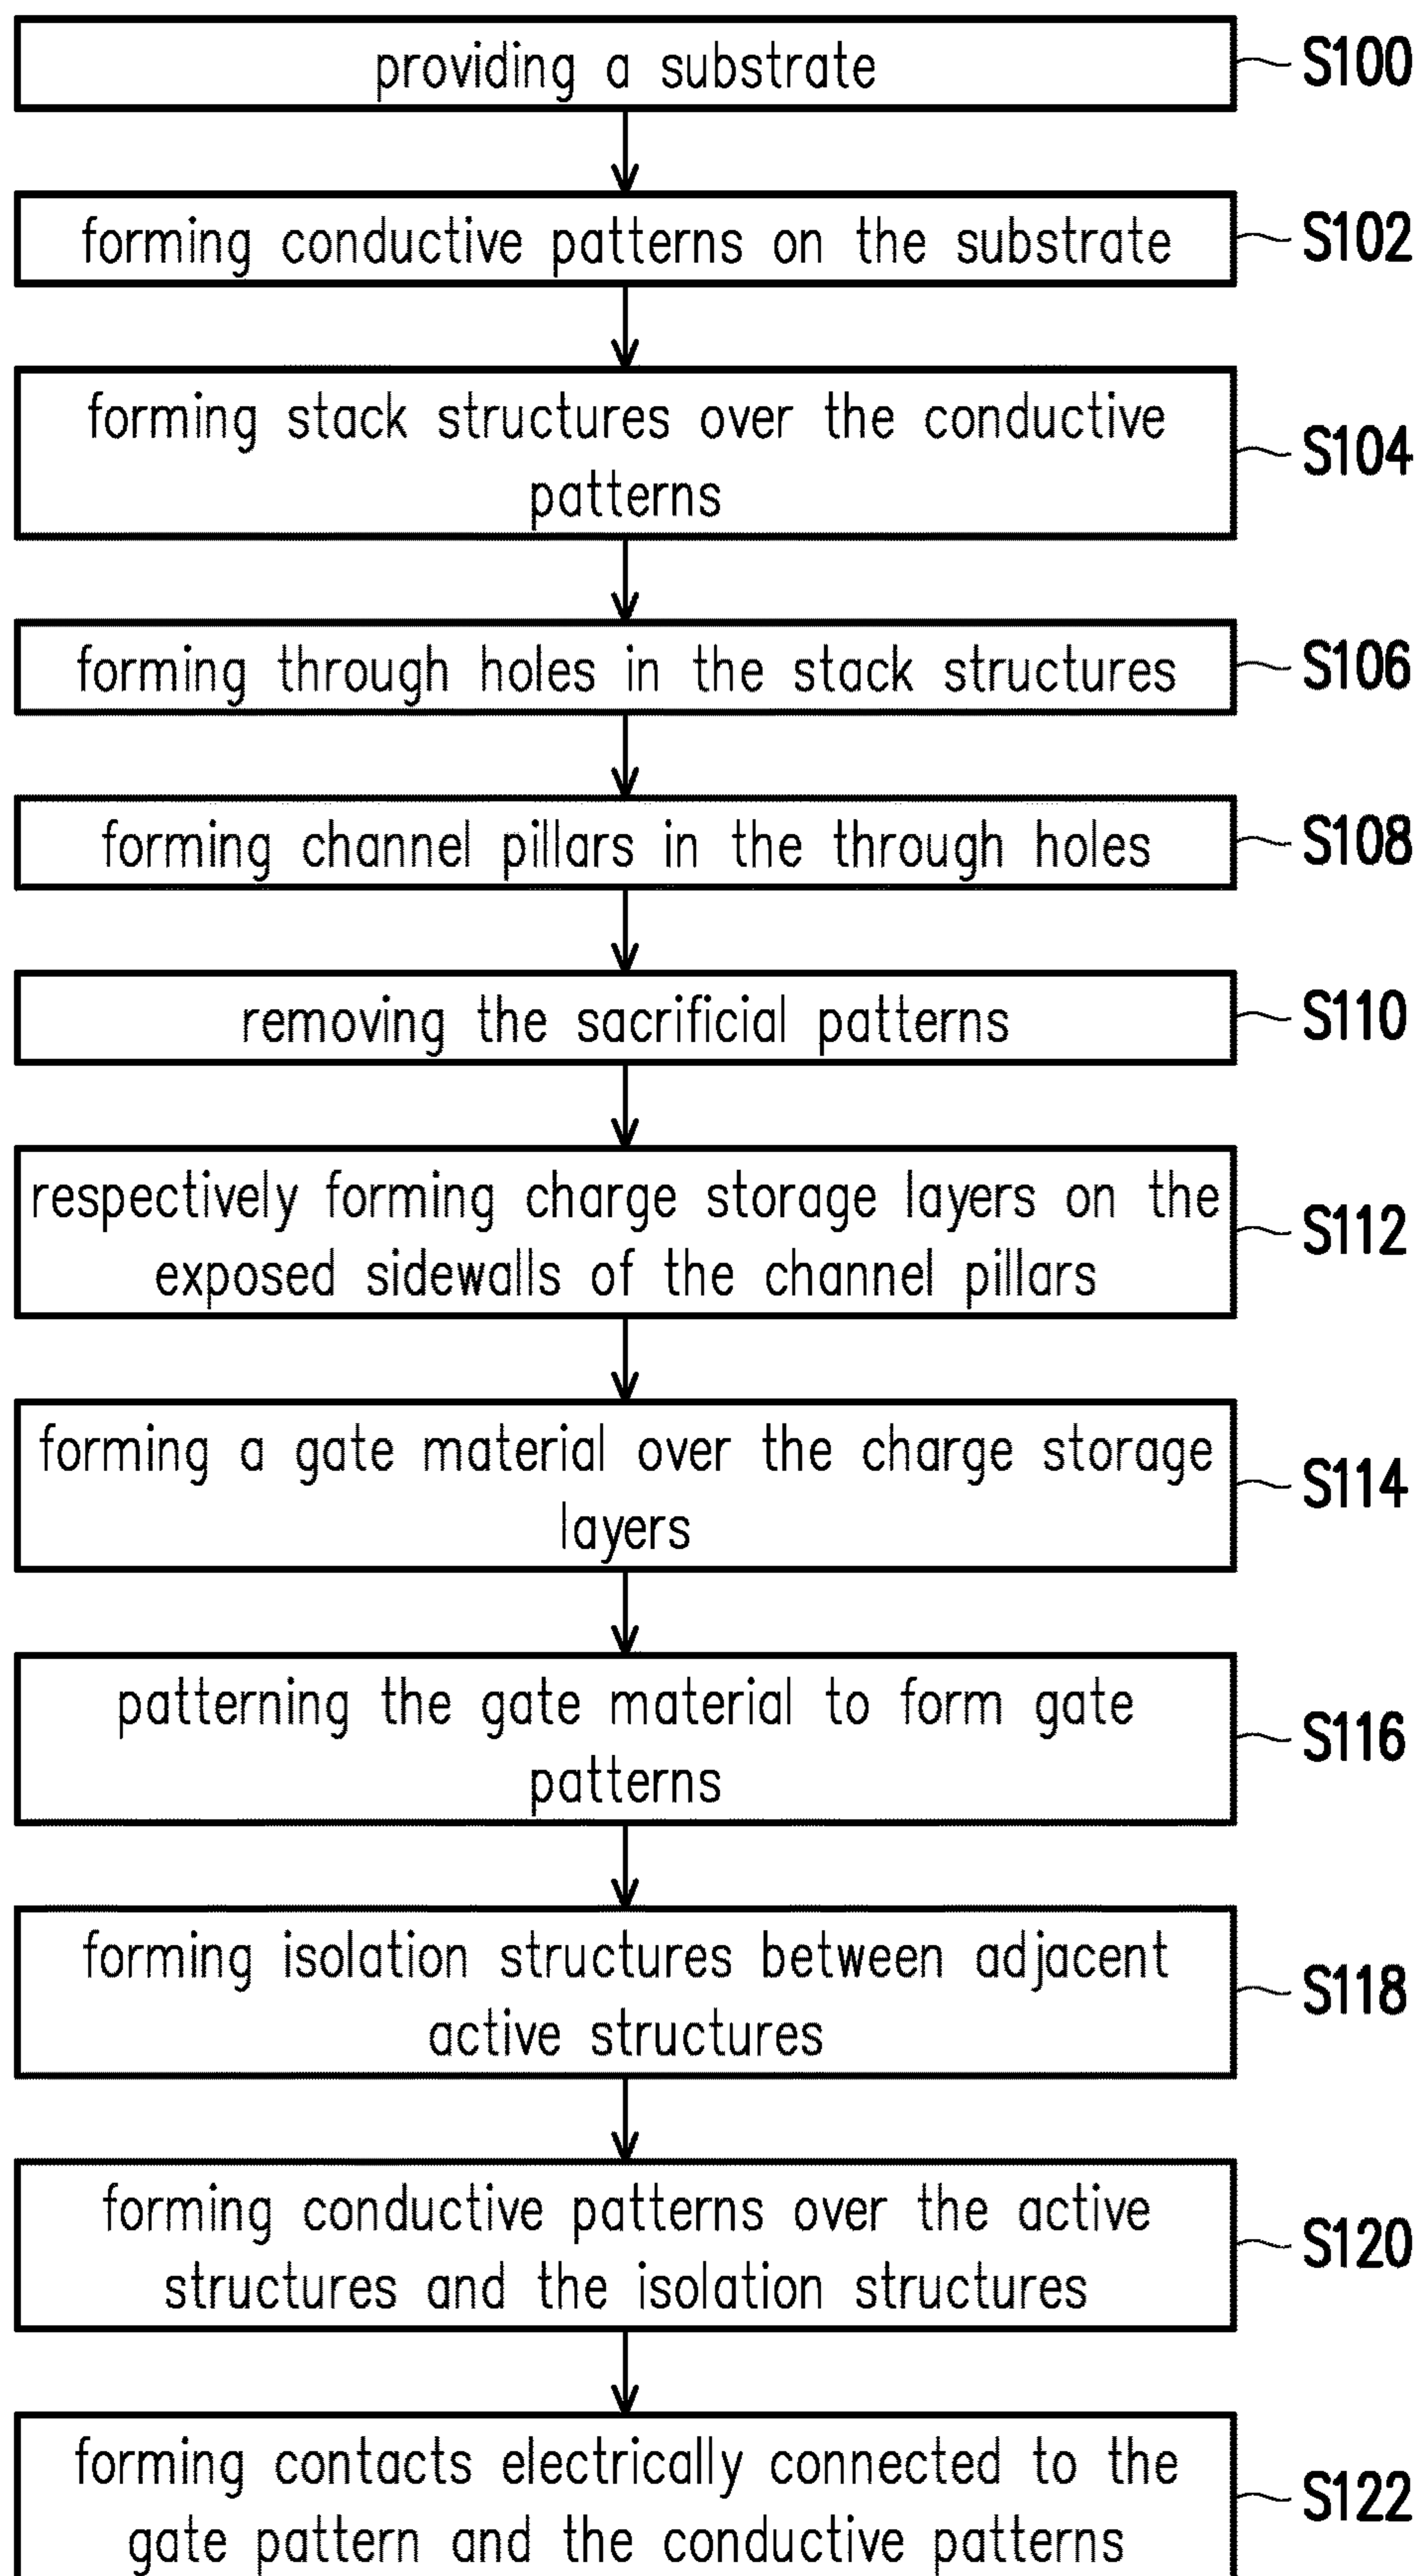 providing a substrate
S100
forming conductive patterns on the substrate
S102
forming stack structures over the conductive
patterns
S104
forming through holes in the stack structures
S106
forming channel pillars in the through holes
S108
removing the sacrificial patterns
S110
respectively forming charge storage layers on the
exposed sidewalls of the channel pillars
S112
forming a gate material over the charge storage
layers
S114
patterning the gate material to form gate
patterns
S116
forming isolation structures between adjacent
active structures
S118
forming conductive patterns over the active
structures and the isolation structures
S120
forming contacts electrically connected to the
gate pattern and the conductive patterns
S122